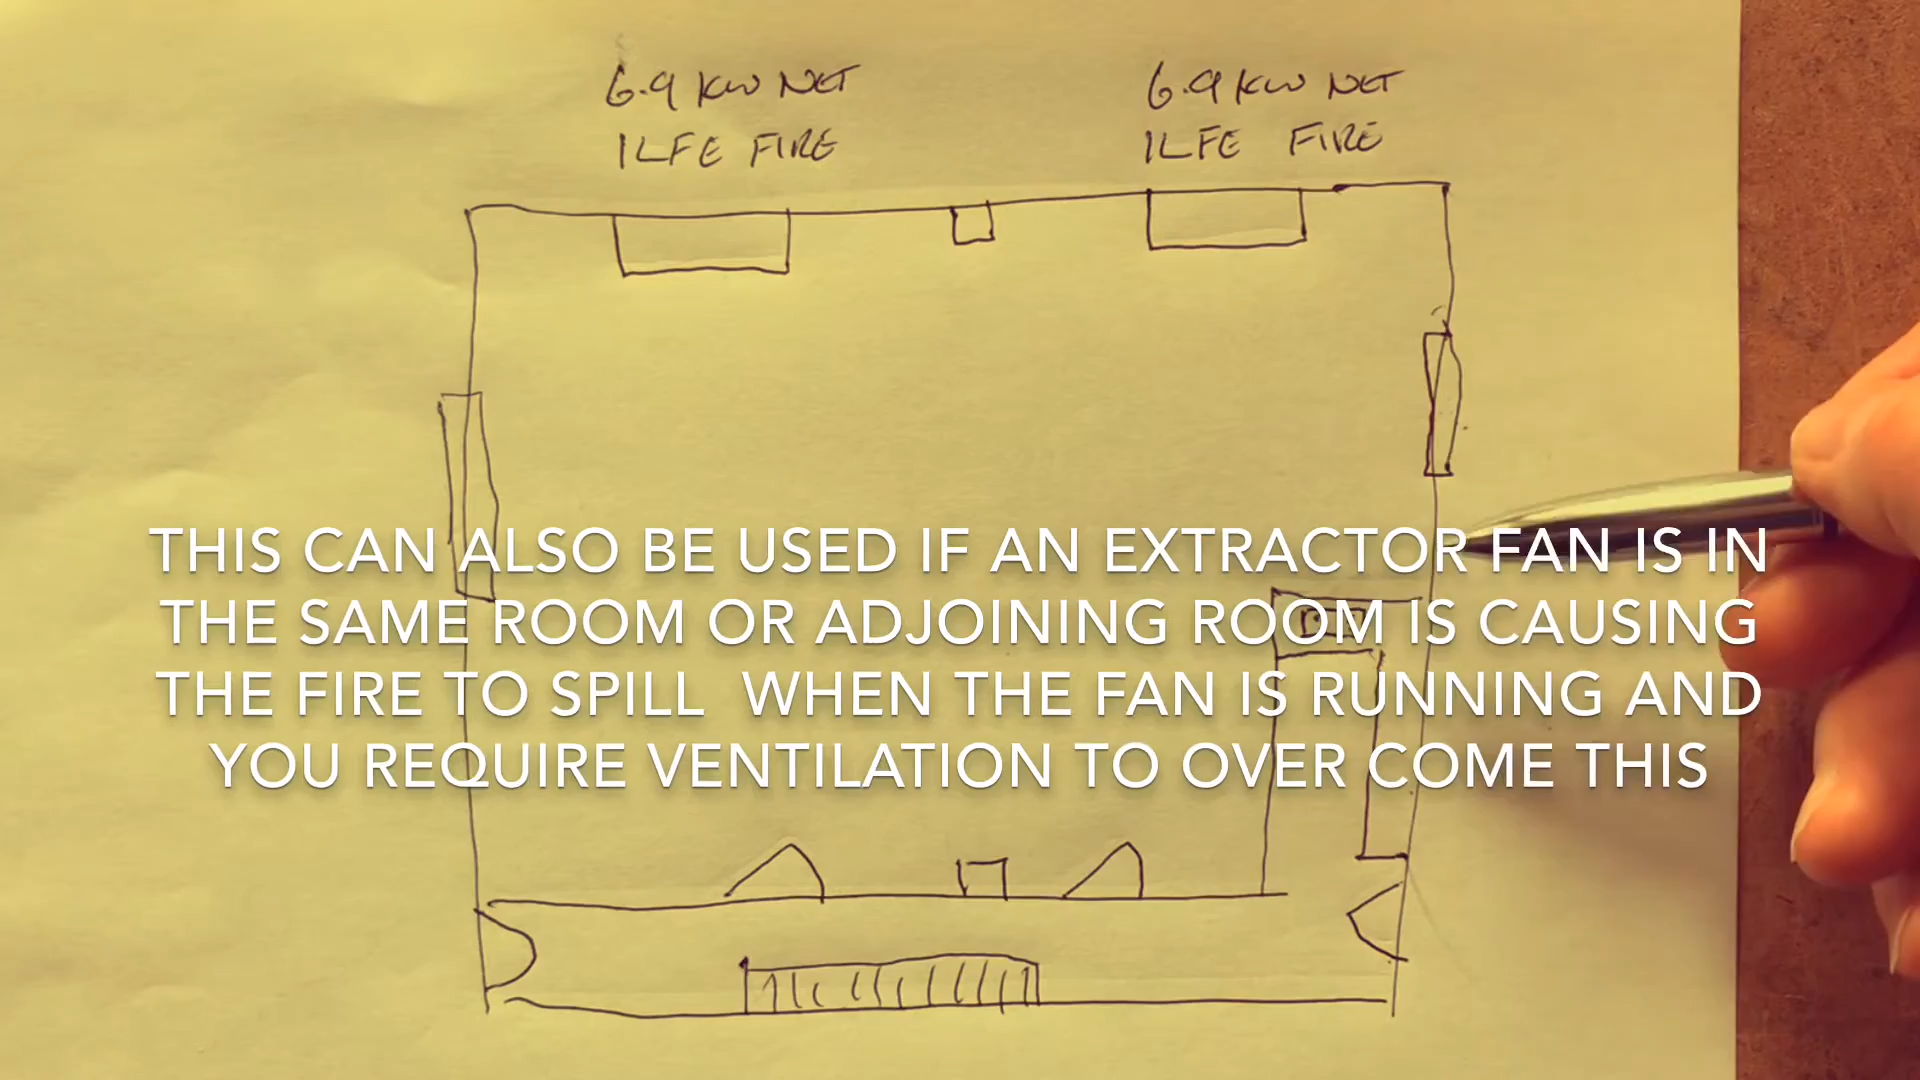 6.9 KW NET 6.9 KW NET
ILFE FIRE ILFE FIRE
THIS CAN ALSO BE USED IF AN EXTRACTOR FAN IS IN
THE SAME ROOM OR ADJOINING ROOM IS CAUSING
THE FIRE TO SPILL WHEN THE FAN IS RUNNING AND
YOU REQUIRE VENTILATION TO OVER COME THIS